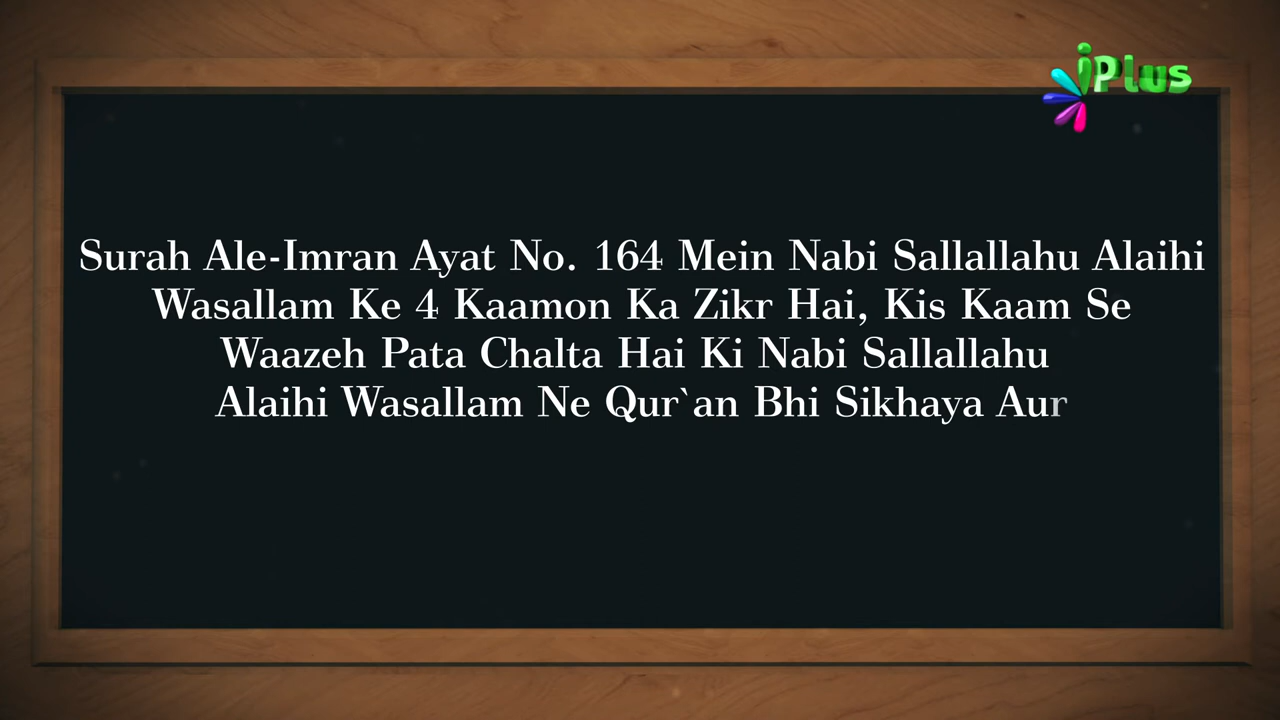 iPlus
Surah Ale-Imran Ayat No. 164 Mein Nabi Sallallahu Alaihi
Wasallam Ke 4 Kaamon Ka Zikr Hai, Kis Kaam Se
Waazeh Pata Chalta Hai Ki Nabi Sallallahu
Alaihi Wasallam Ne Qur`an Bhi Sikhaya Aur